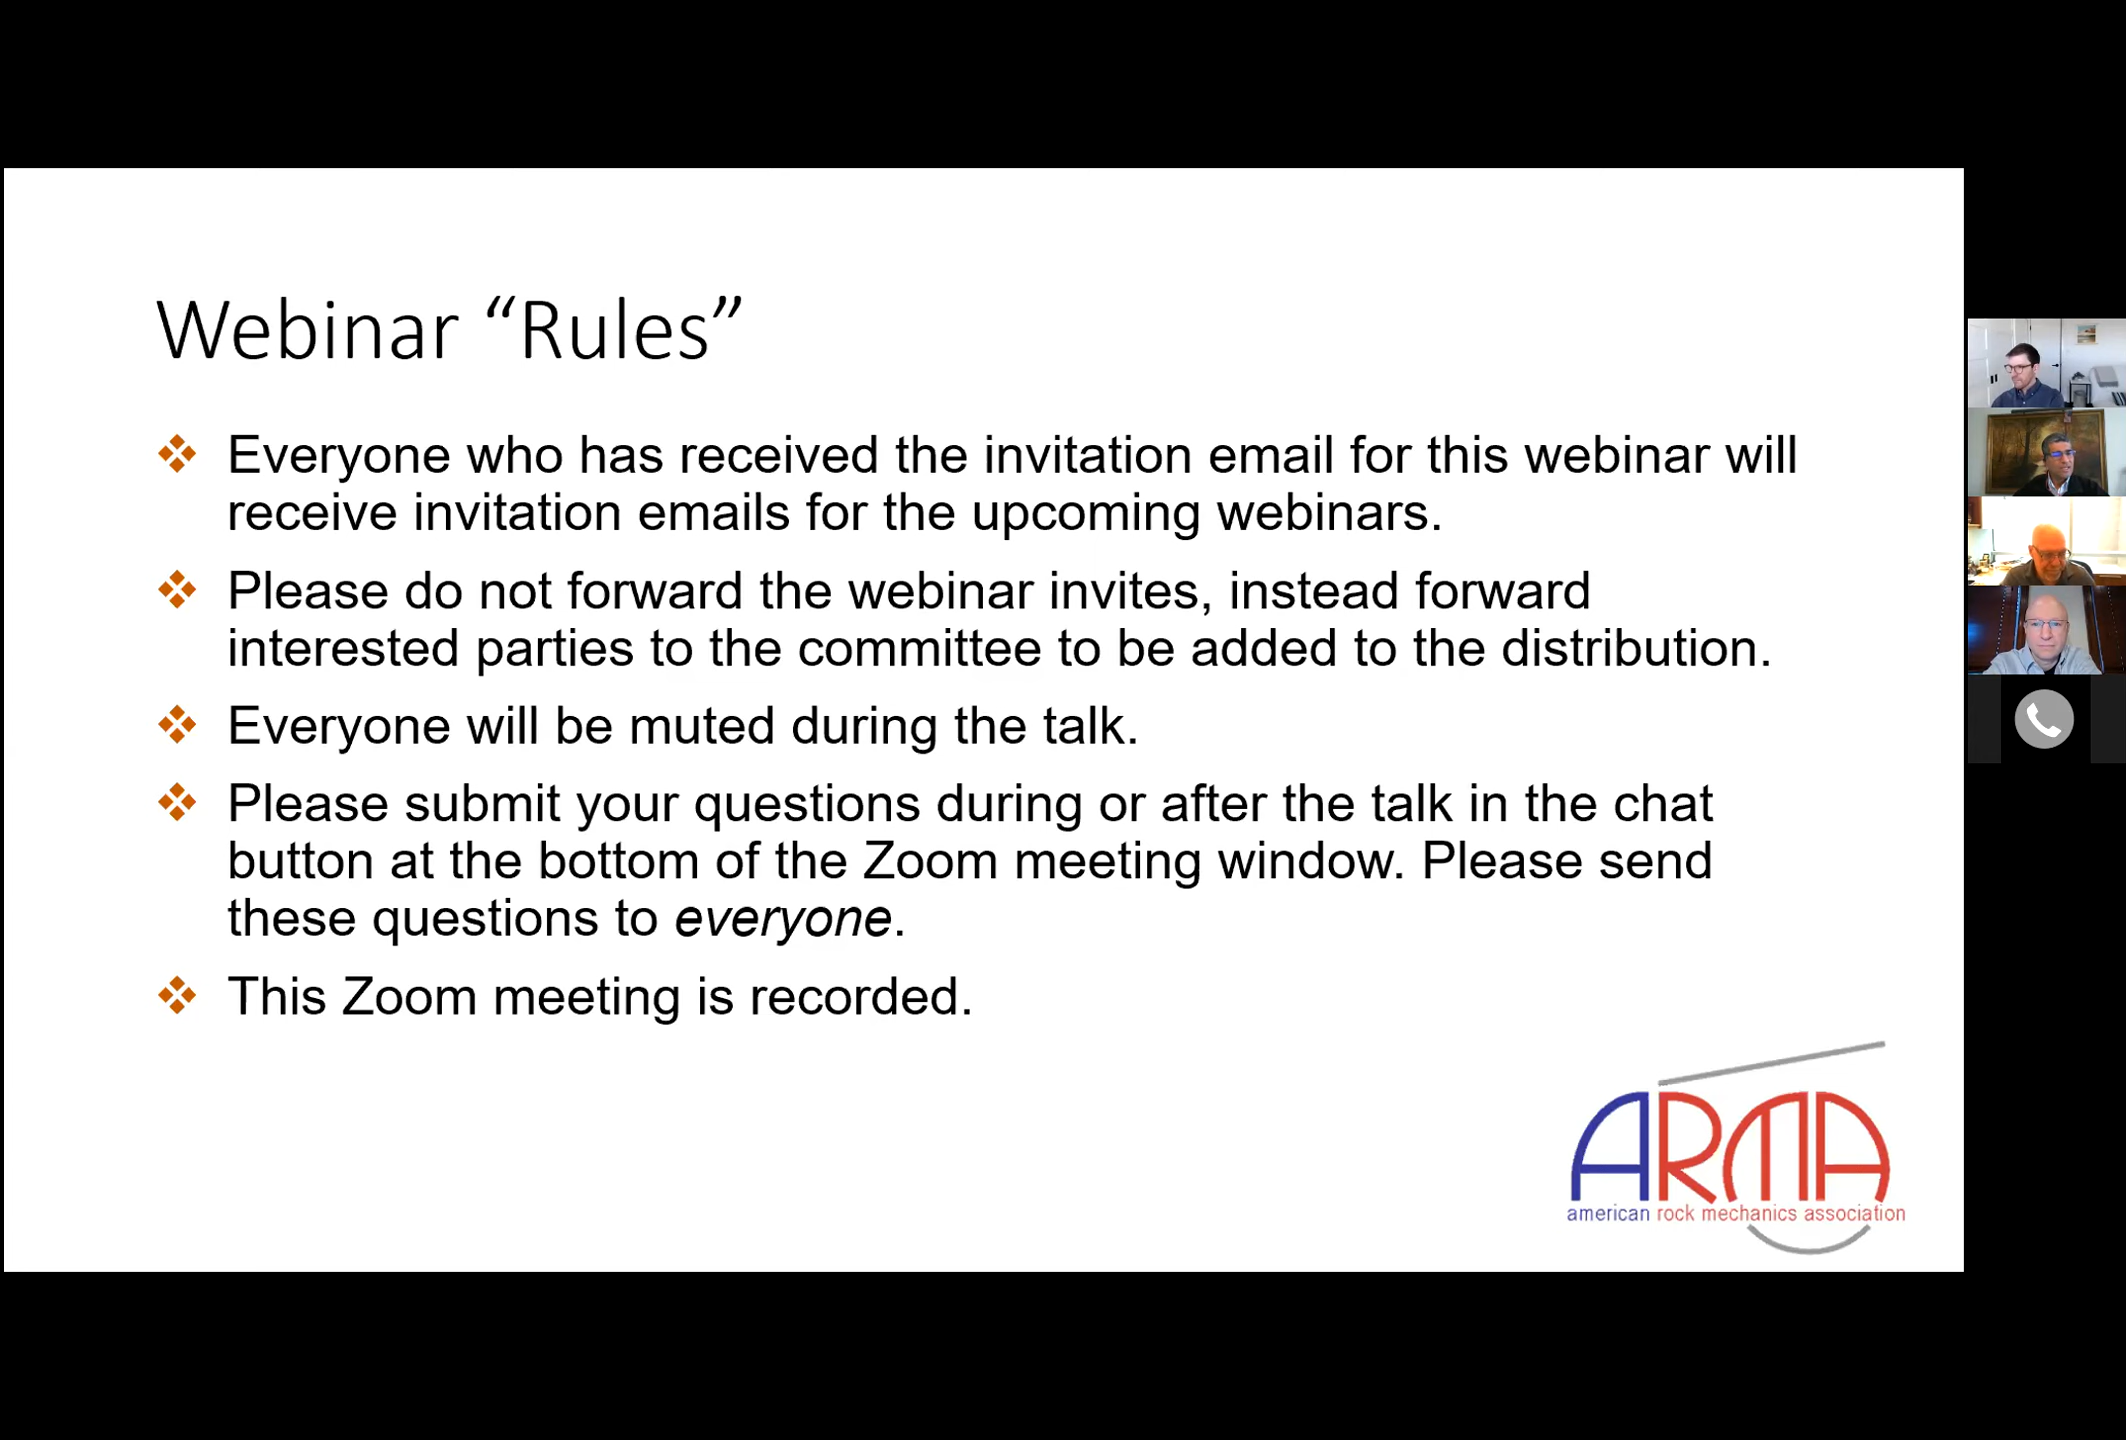 Webinar “Rules”
❖ Everyone who has received the invitation email for this webinar will
receive invitation emails for the upcoming webinars.
❖ Please do not forward the webinar invites, instead forward
interested parties to the committee to be added to the distribution.
❖ Everyone will be muted during the talk.
❖ Please submit your questions during or after the talk in the chat
button at the bottom of the Zoom meeting window. Please send
these questions to everyone.
❖ This Zoom meeting is recorded.
ARMA
american rock mechanics association